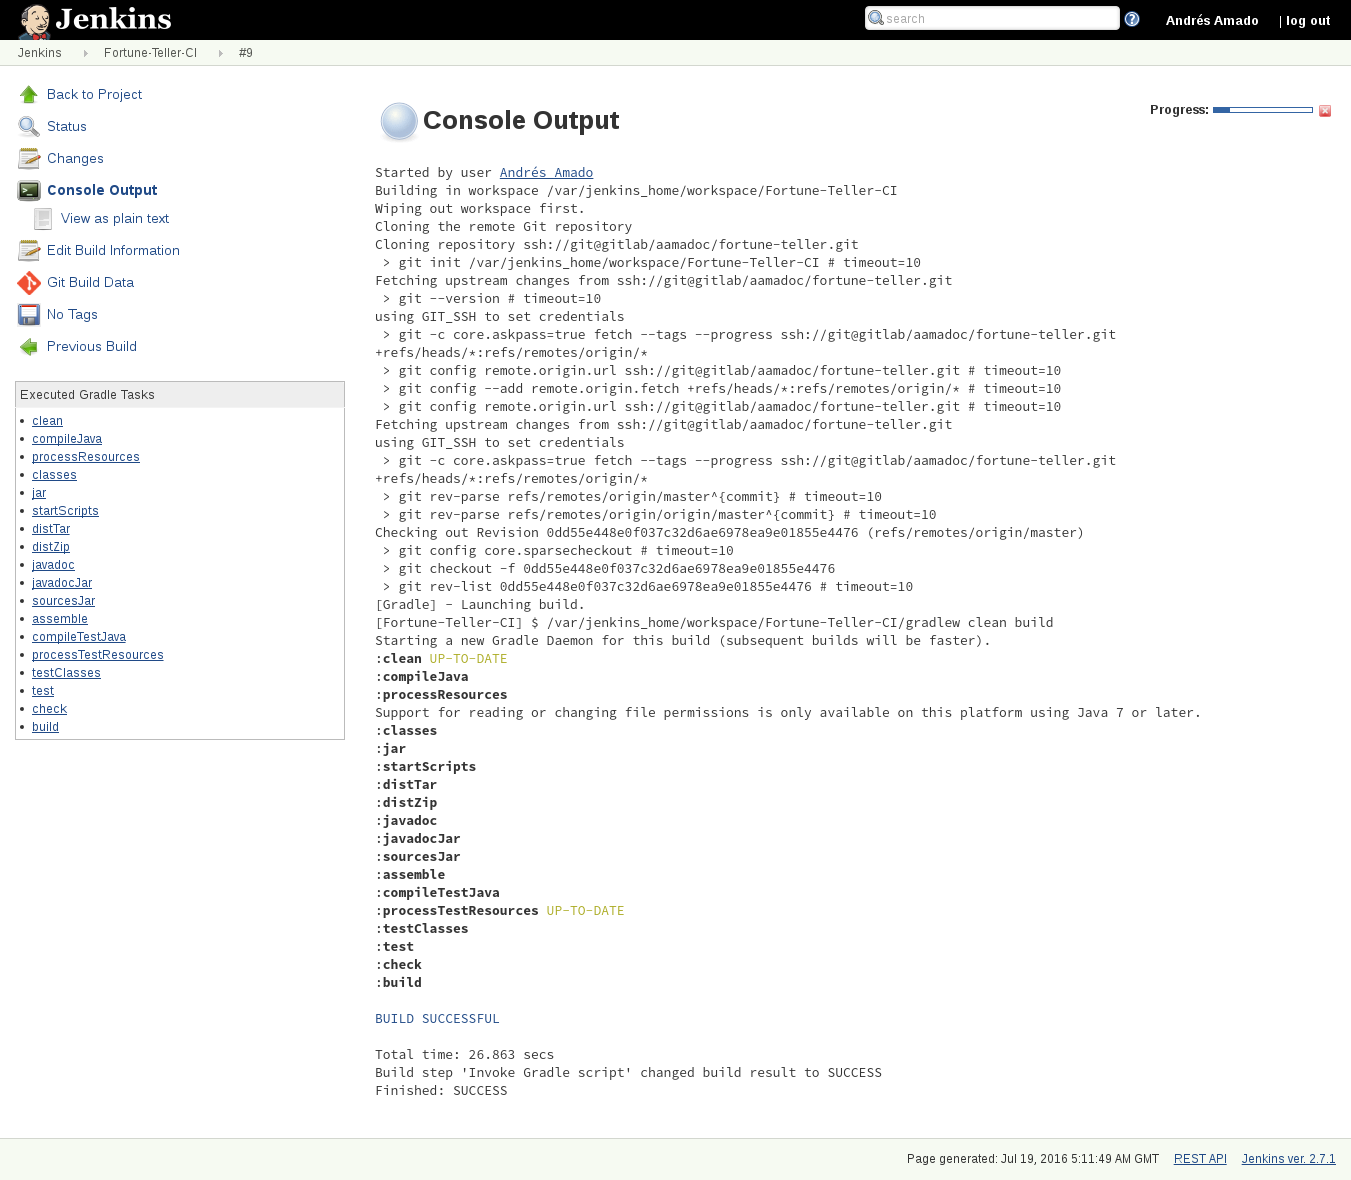 Jenkins
search
Andrés Amado
| log out
Jenkins
Fortune-Teller-CI
#9
Back to Project
Status
Changes
Console Output
View as plain text
Edit Build Information
Git Build Data
No Tags
Previous Build
Executed Gradle Tasks
clean
compileJava
processResources
classes
jar
startScripts
distTar
distZip
javadoc
javadocJar
sourcesJar
assemble
compileTestJava
processTestResources
testClasses
test
check
build
Console Output
Progress:
Started by user Andrés Amado
Building in workspace /var/jenkins_home/workspace/Fortune-Teller-CI
Wiping out workspace first.
Cloning the remote Git repository
Cloning repository ssh://git@gitlab/aamadoc/fortune-teller.git
 > git init /var/jenkins_home/workspace/Fortune-Teller-CI # timeout=10
Fetching upstream changes from ssh://git@gitlab/aamadoc/fortune-teller.git
 > git --version # timeout=10
using GIT_SSH to set credentials
 > git -c core.askpass=true fetch --tags --progress ssh://git@gitlab/aamadoc/fortune-teller.git
+refs/heads/*:refs/remotes/origin/*
 > git config remote.origin.url ssh://git@gitlab/aamadoc/fortune-teller.git # timeout=10
 > git config --add remote.origin.fetch +refs/heads/*:refs/remotes/origin/* # timeout=10
 > git config remote.origin.url ssh://git@gitlab/aamadoc/fortune-teller.git # timeout=10
Fetching upstream changes from ssh://git@gitlab/aamadoc/fortune-teller.git
using GIT_SSH to set credentials
 > git -c core.askpass=true fetch --tags --progress ssh://git@gitlab/aamadoc/fortune-teller.git
+refs/heads/*:refs/remotes/origin/*
 > git rev-parse refs/remotes/origin/master^{commit} # timeout=10
 > git rev-parse refs/remotes/origin/origin/master^{commit} # timeout=10
Checking out Revision 0dd55e448e0f037c32d6ae6978ea9e01855e4476 (refs/remotes/origin/master)
 > git config core.sparsecheckout # timeout=10
 > git checkout -f 0dd55e448e0f037c32d6ae6978ea9e01855e4476
 > git rev-list 0dd55e448e0f037c32d6ae6978ea9e01855e4476 # timeout=10
[Gradle] - Launching build.
[Fortune-Teller-CI] $ /var/jenkins_home/workspace/Fortune-Teller-CI/gradlew clean build
Starting a new Gradle Daemon for this build (subsequent builds will be faster).
:clean UP-TO-DATE
:compileJava
:processResources
Support for reading or changing file permissions is only available on this platform using Java 7 or later.
:classes
:jar
:startScripts
:distTar
:distZip
:javadoc
:javadocJar
:sourcesJar
:assemble
:compileTestJava
:processTestResources UP-TO-DATE
:testClasses
:test
:check
:build
BUILD SUCCESSFUL
Total time: 26.863 secs
Build step 'Invoke Gradle script' changed build result to SUCCESS
Finished: SUCCESS
Page generated: Jul 19, 2016 5:11:49 AM GMT
REST API
Jenkins ver. 2.7.1